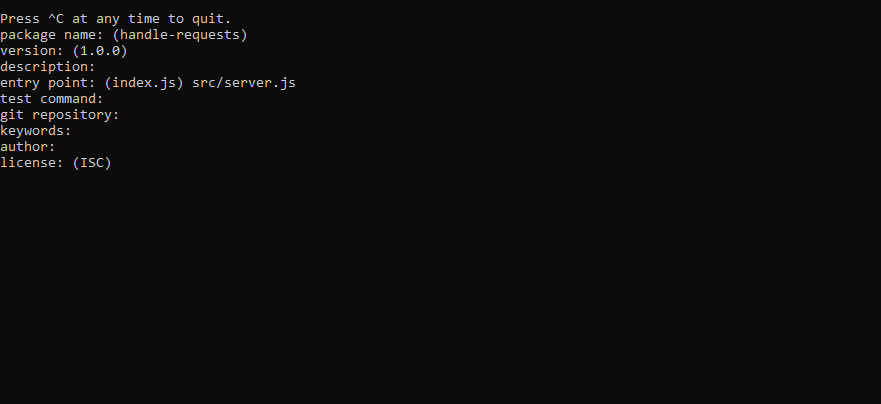 Press ^C at any time to quit.
package name: (handle-requests)
version: (1.0.0)
description:
entry point: (index.js) src/server.js
test command:
git repository:
keywords:
author:
license: (ISC)